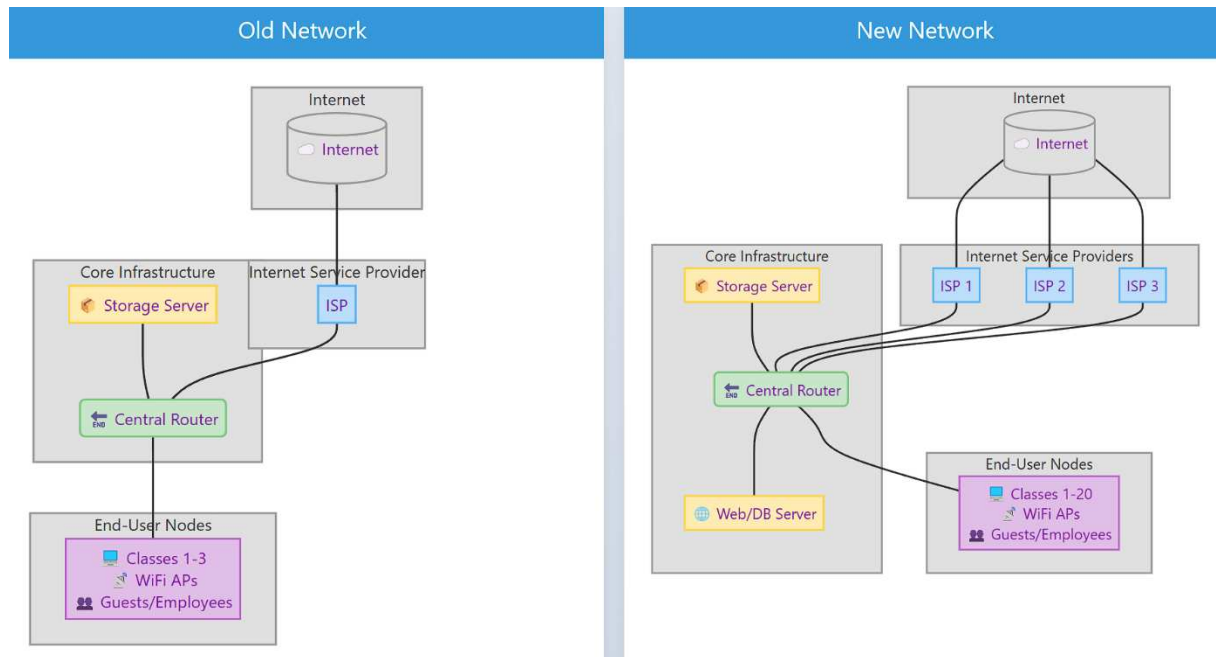 Old Network
Internet
Internet
Core Infrastructure
Internet Service Provider
Storage Server
ISP
END
Central Router
End-User Nodes
Classes 1-3
WiFi APs
Guests/Employees
New Network
Internet
Internet
Core Infrastructure
Internet Service Providers
Storage Server
ISP 1
ISP 2
ISP 3
END
Central Router
End-User Nodes
Classes 1-20
WiFi APs
Guests/Employees
Web/DB Server